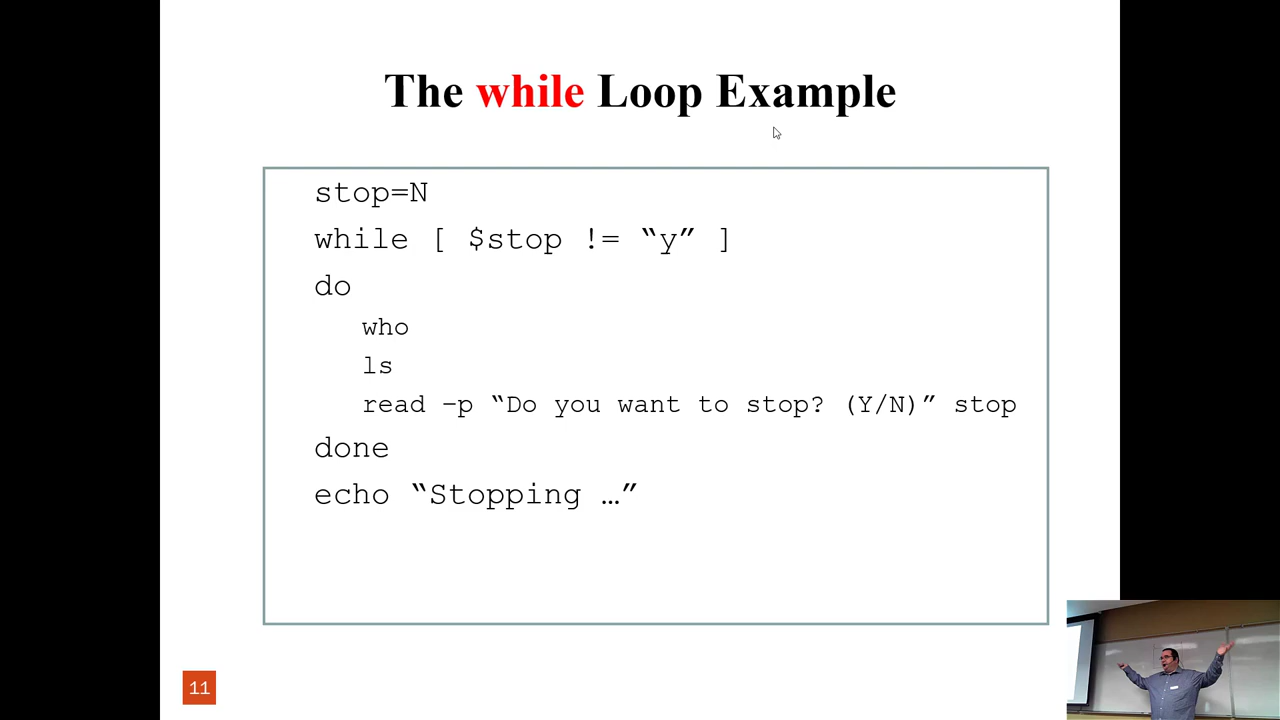 The while Loop Example
stop=N
while [ $stop != “y” ]
do
who
ls
read –p “Do you want to stop? (Y/N)” stop
done
echo “Stopping …”
11